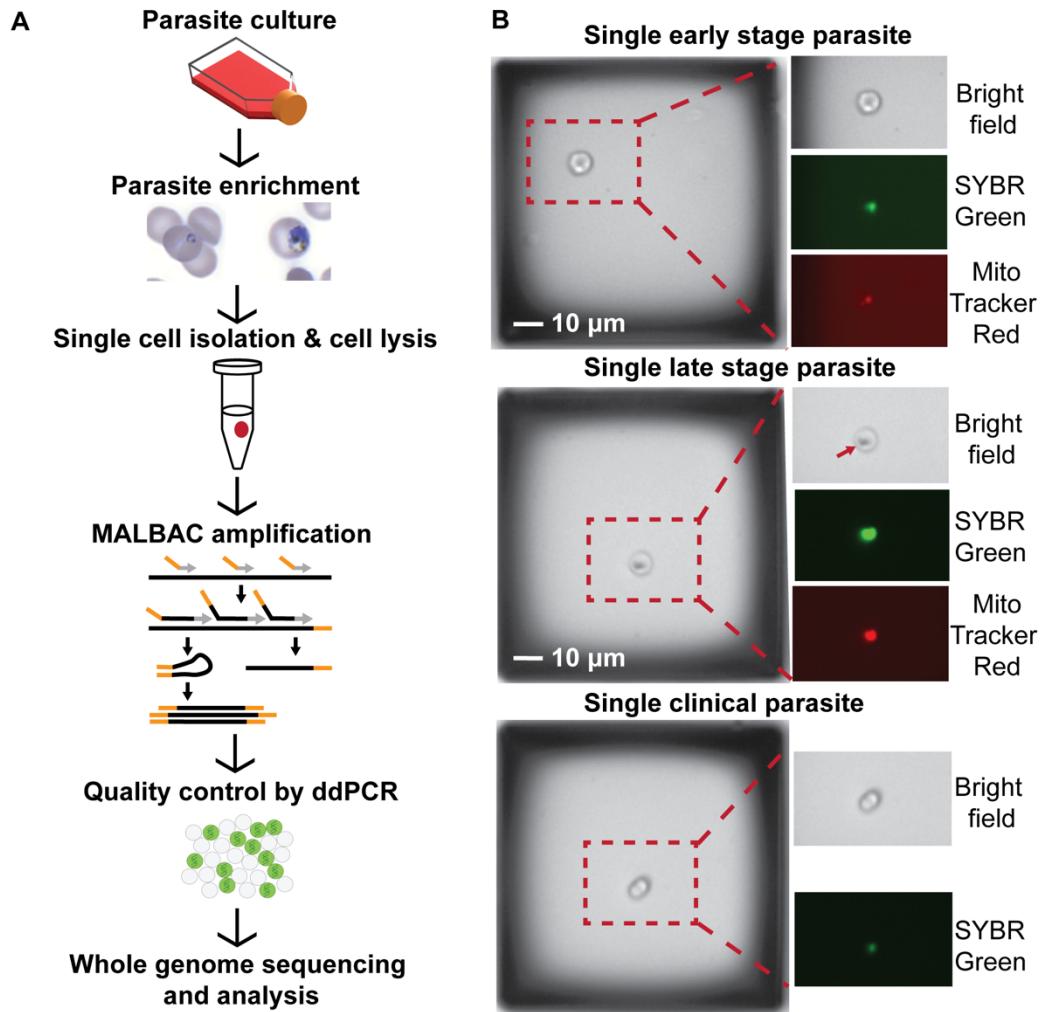 A
Parasite culture
Parasite enrichment
Single cell isolation & cell lysis
MALBAC amplification
Quality control by ddPCR
Whole genome sequencing
and analysis
B
Single early stage parasite
10 µm
Bright
field
SYBR
Green
Mito
Tracker
Red
Single late stage parasite
10 µm
Bright
field
SYBR
Green
Mito
Tracker
Red
Single clinical parasite
Bright
field
SYBR
Green